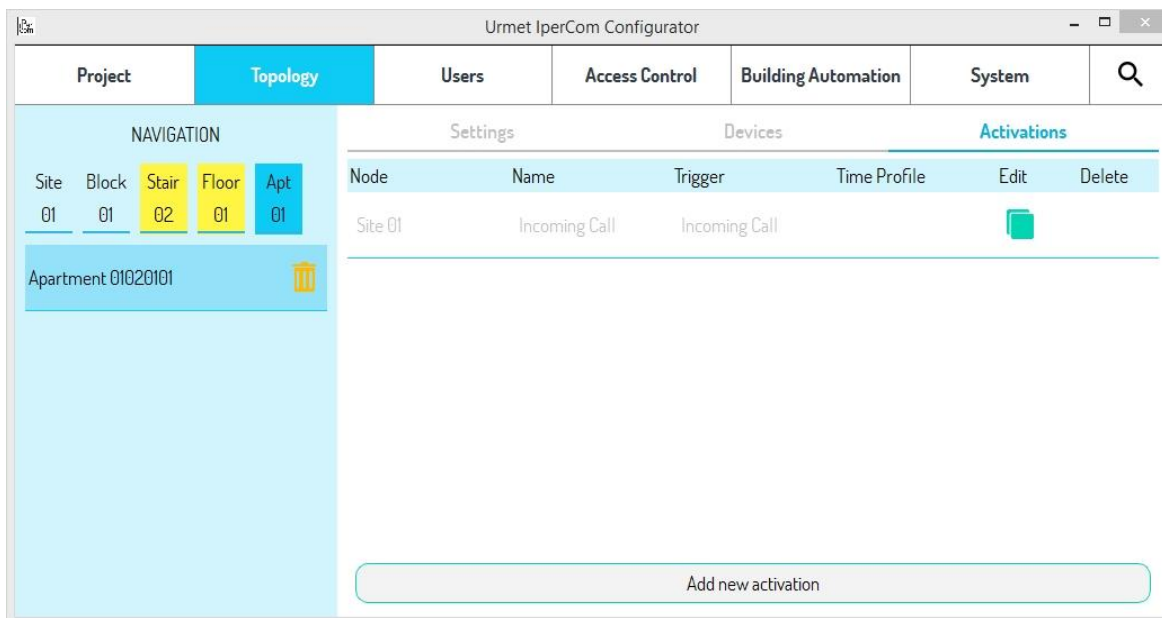 Urmet IperCom Configurator
Project Topology Users Access Control Building Automation System
NAVIGATION
Settings Devices Activations
Site Block Stair Floor Apt
01 01 02 01 01
Node Name Trigger Time Profile Edit Delete
Site 01 Incoming Call Incoming Call
Apartment 01020101
Add new activation